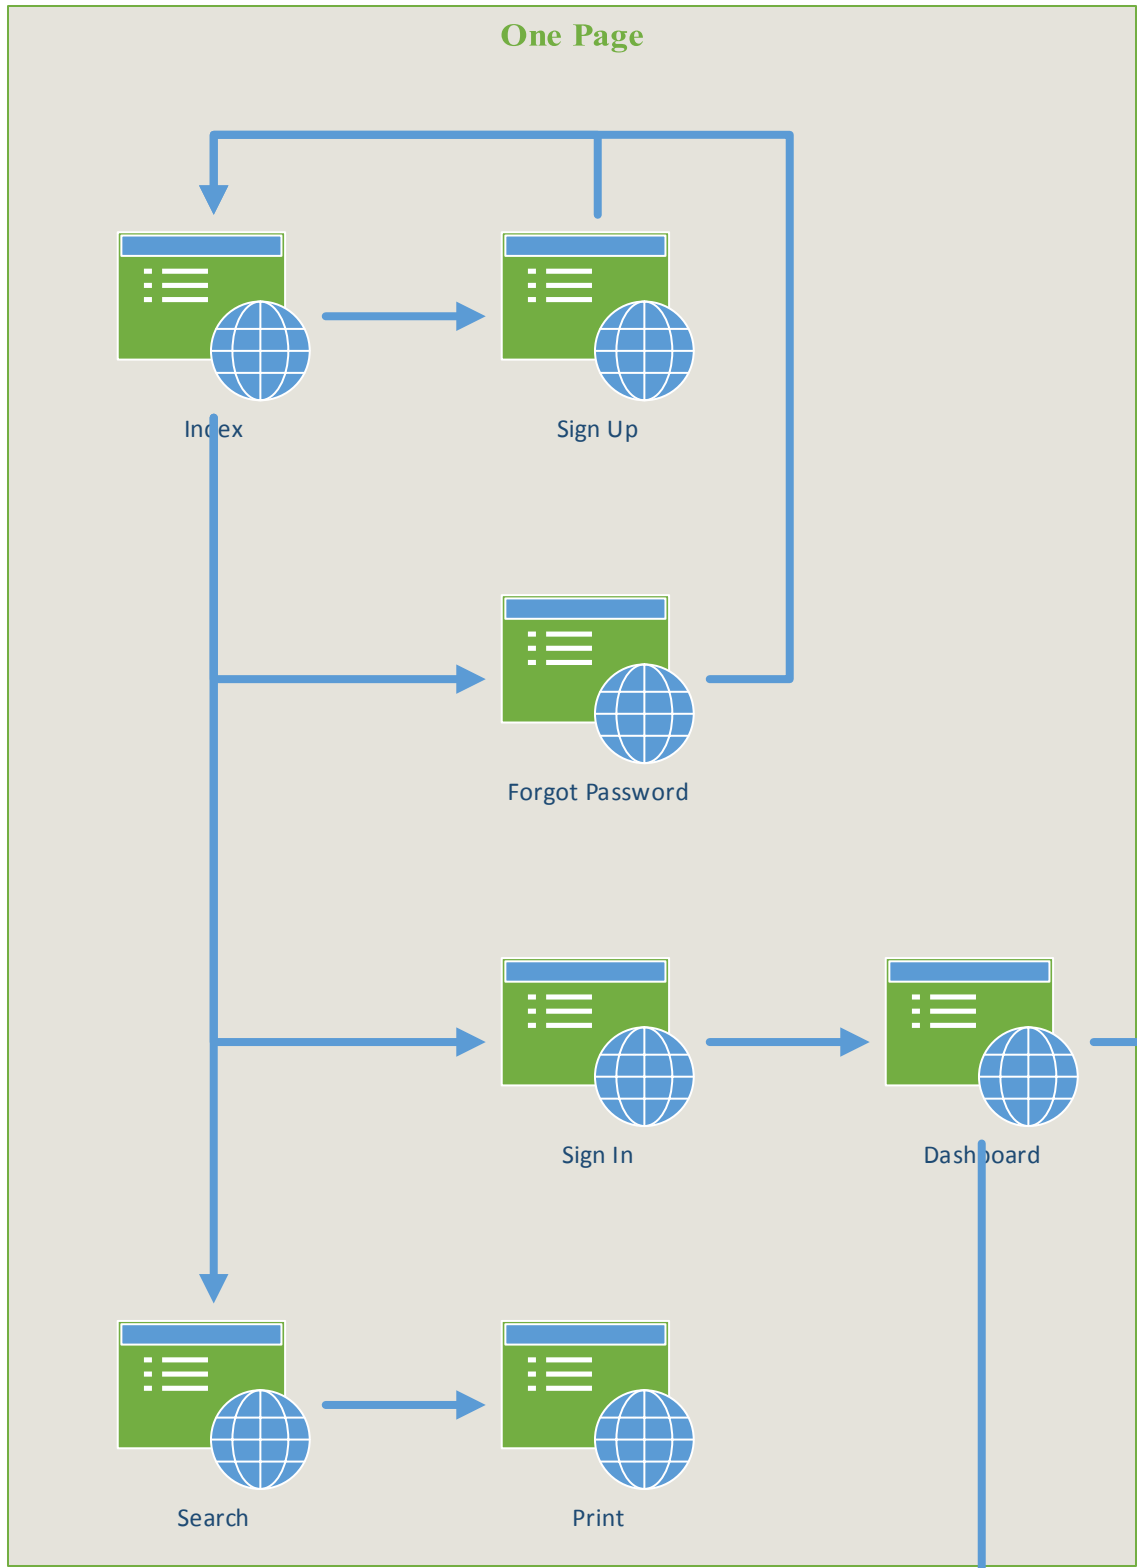 One Page
Index
Sign Up
Forgot Password
Sign In
Dashboard
Search
Print